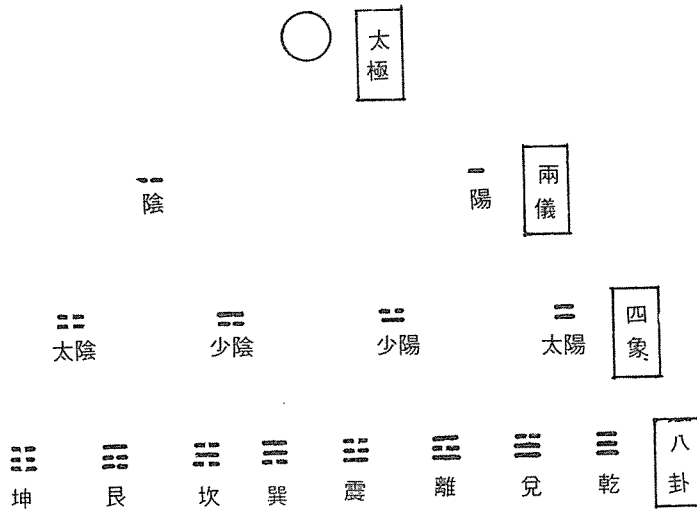 太極
陰 陽 兩儀
太陰 少陰 少陽 太陽 四象
坤 艮 坎 巽 震 離 兌 乾 八卦